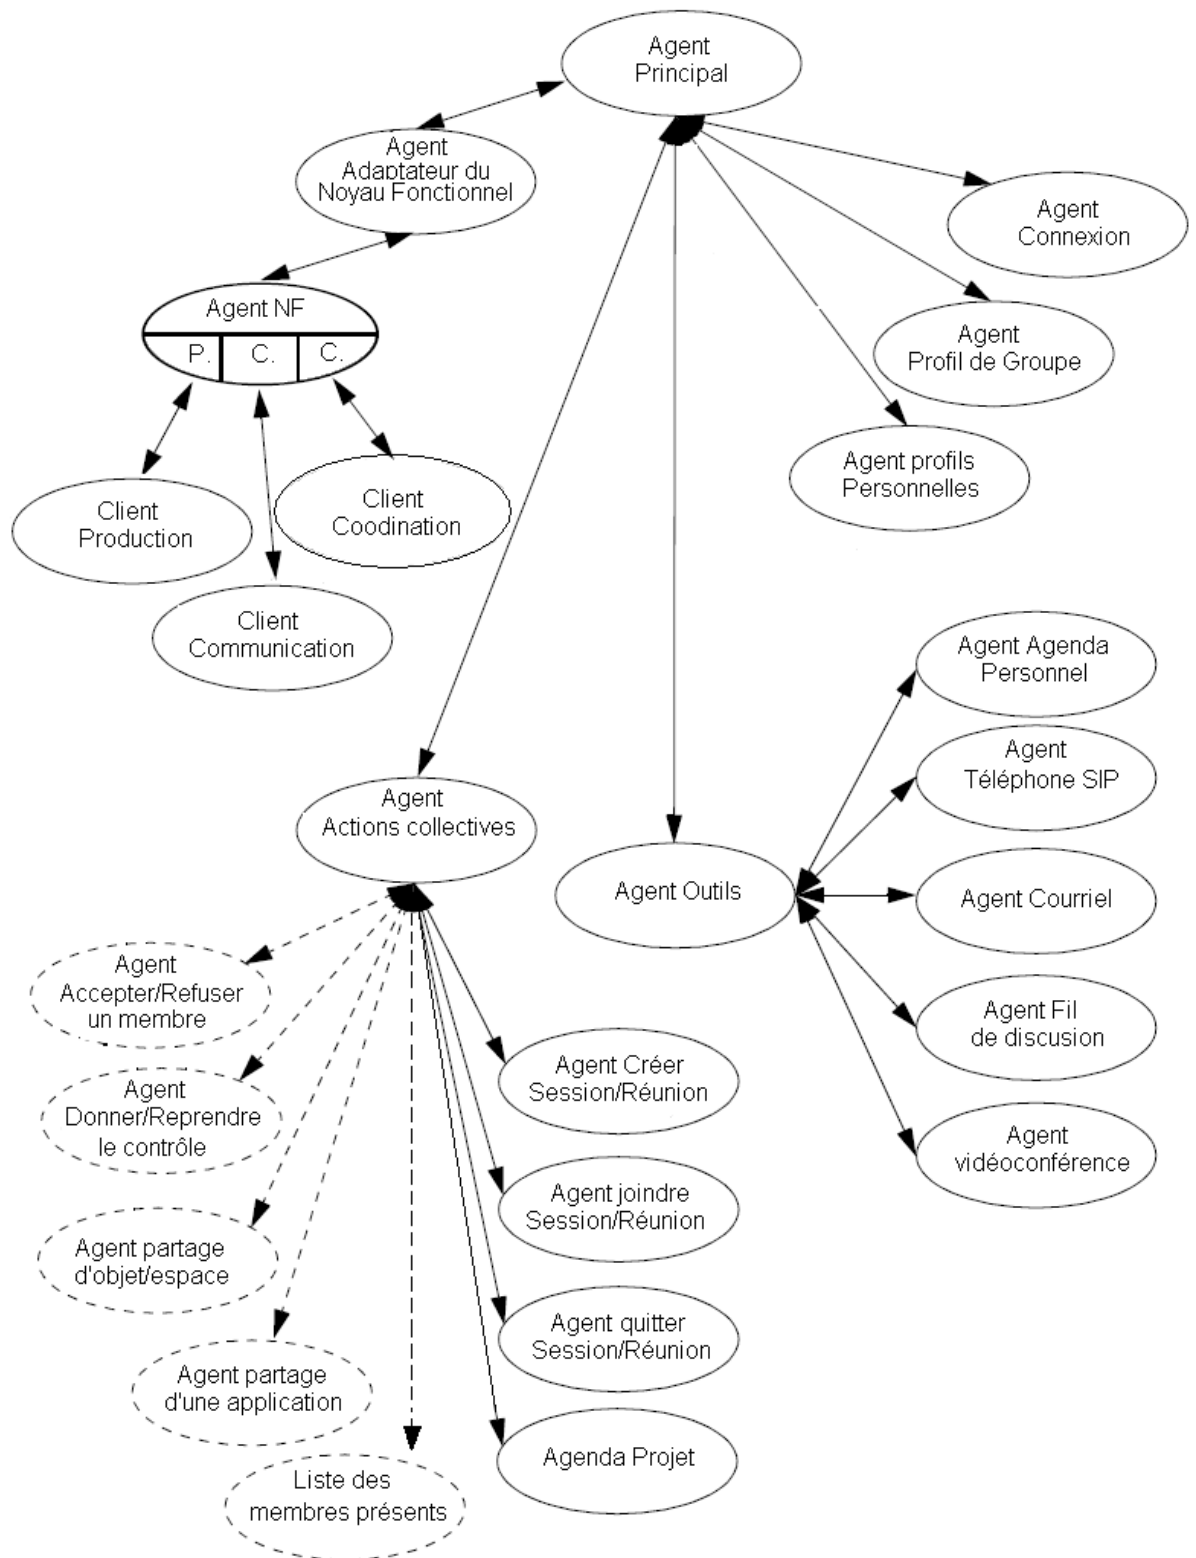 Agent
Principal
Agent
Adaptateur du
Noyau Fonctionnel
Agent
Connexion
Agent NF
P. C. C.
Agent
Profil de Groupe
Agent profils
Personnelles
Client
Production
Client
Coodination
Client
Communication
Agent Agenda
Personnel
Agent
Téléphone SIP
Agent
Actions collectives
Agent Outils
Agent Courriel
Agent
Accepter/Refuser
un membre
Agent Fil
de discusion
Agent Créer
Session/Réunion
Agent
Donner/Reprendre
le contrôle
Agent
vidéoconférence
Agent joindre
Session/Réunion
Agent partage
d'objet/espace
Agent quitter
Session/Réunion
Agent partage
d'une application
Agenda Projet
Liste des
membres présents